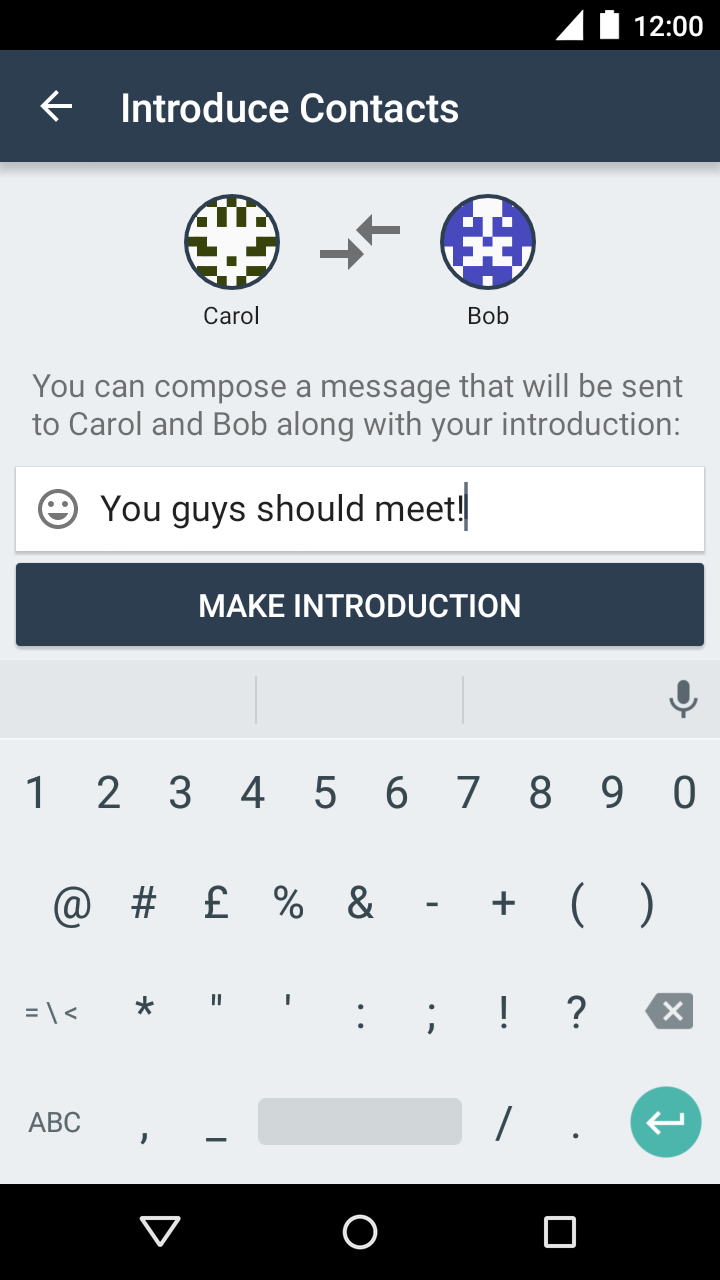 12:00
Introduce Contacts
Carol
Bob
You can compose a message that will be sent
to Carol and Bob along with your introduction:
You guys should meet!
MAKE INTRODUCTION
1 2 3 4 5 6 7 8 9 0
@ # £ % & - + ( )
= \ < * " ' : ; ! ?
ABC , _ / .